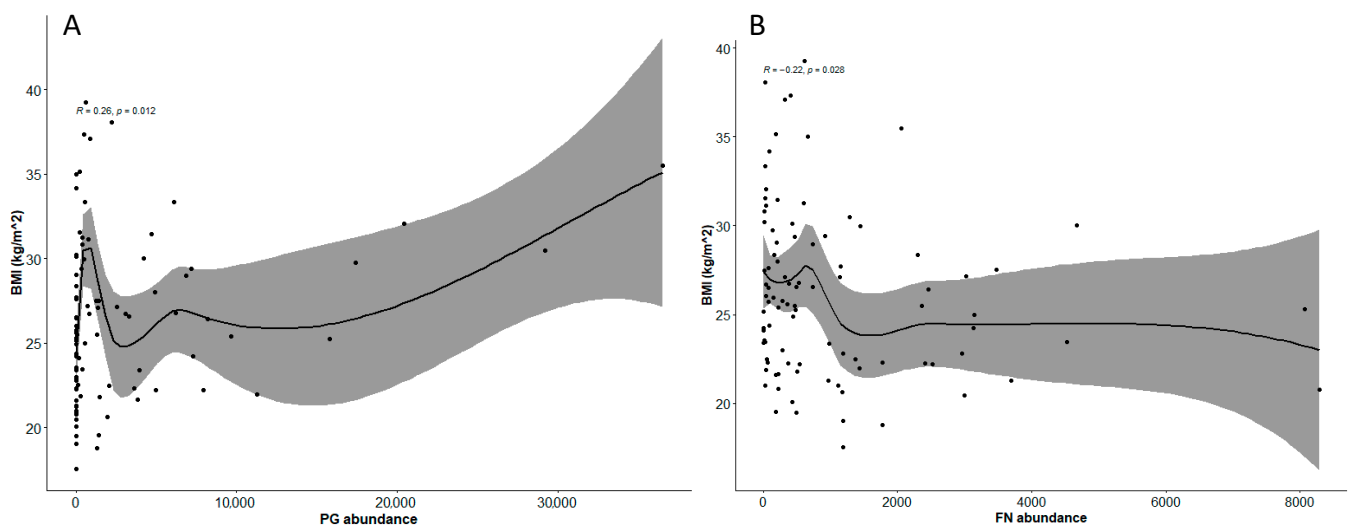 A
R = 0.26, p = 0.012
BMI (kg/m^2)
40
35
30
25
20
0
10,000
20,000
30,000
PG abundance
B
R = −0.22, p = 0.028
BMI (kg/m^2)
40
35
30
25
20
0
2000
4000
6000
8000
FN abundance